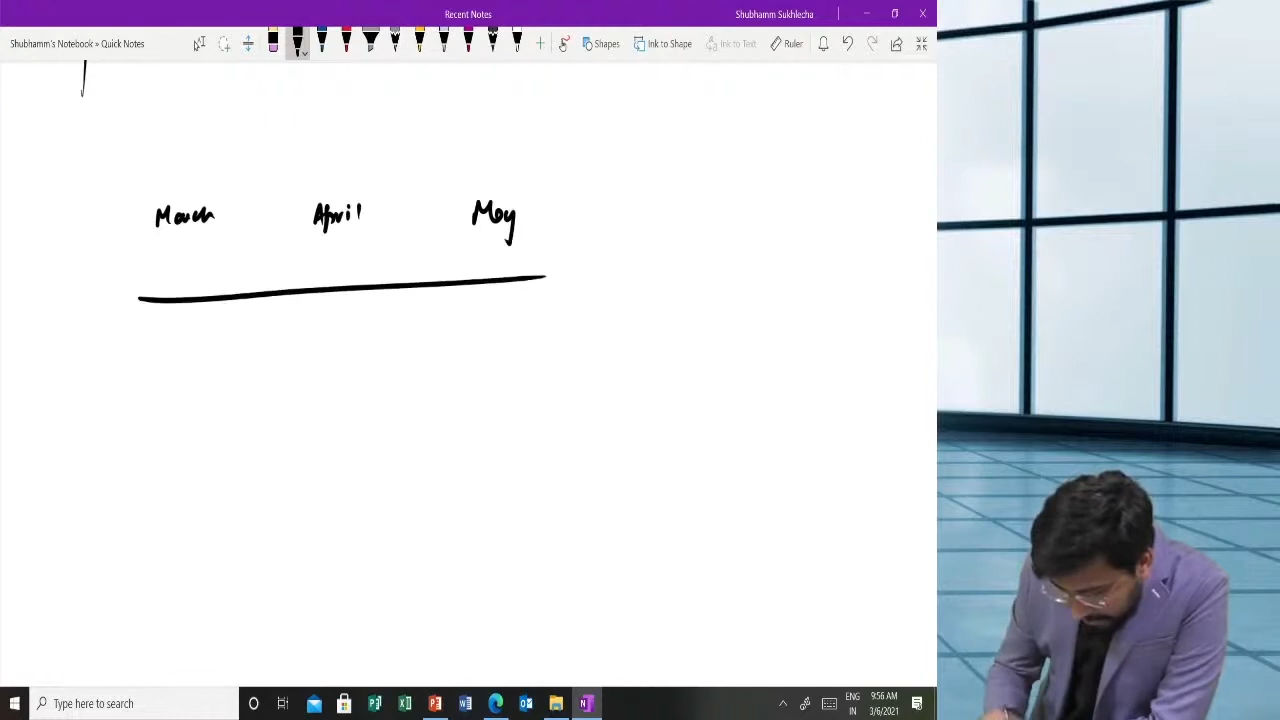 Recent Notes
Shubhamm Sukhlecha
Shubhamm's Notebook » Quick Notes
Shapes
Ink to Shape
Ink to Text
Ruler
March April May
Type here to search
ENG
IN
9:56 AM
3/6/2021